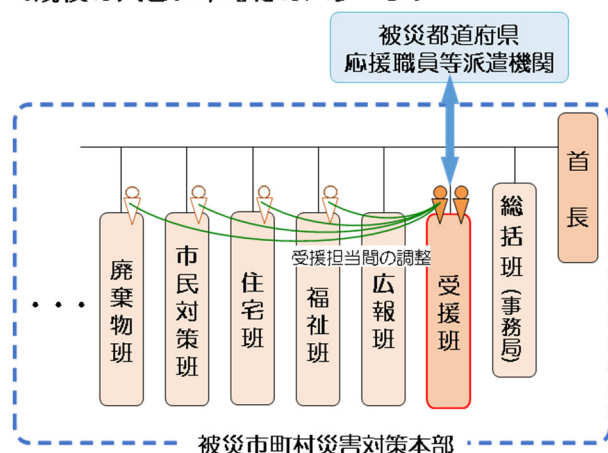 被災都道府県
応援職員等派遣機関
首長
総括班(事務局)
受援班
広報班
福祉班
住宅班
市民対策班
廃棄物班
・・・
受援担当間の調整
被災市町村災害対策本部